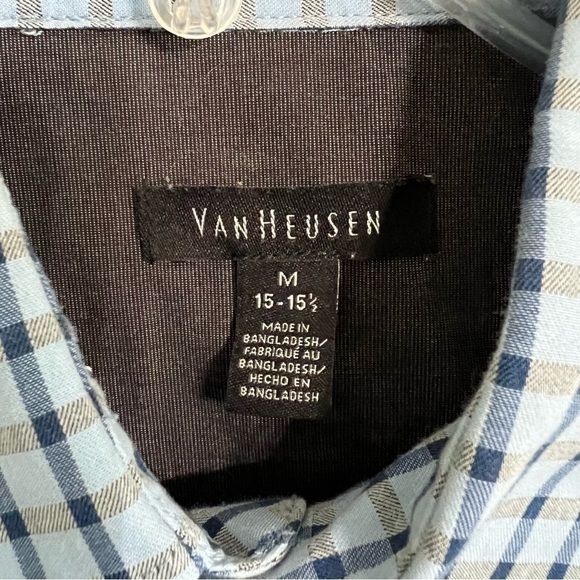 VANHEUSEN
M
15-15½
MADE IN
BANGLADESH/
FABRIQUÉ AU
BANGLADESH/
HECHO EN
BANGLADESH